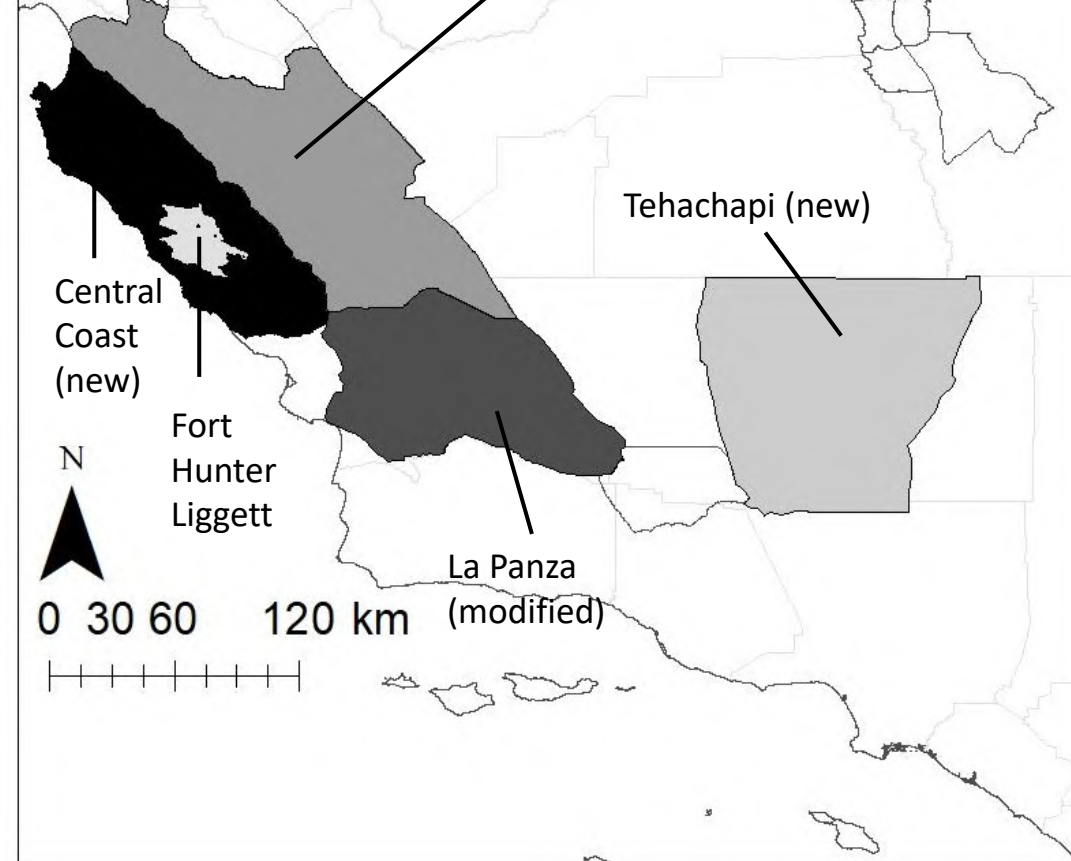 Tehachapi (new)
Central
Coast
(new)
Fort
Hunter
Liggett
N
La Panza
(modified)
0 30 60 120 km